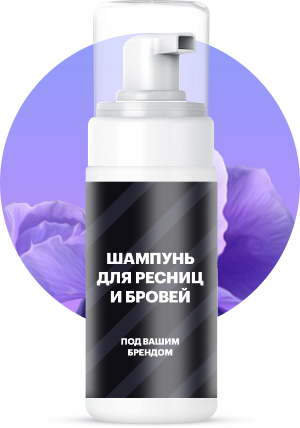 ШАМПУНЬ
ДЛЯ РЕСНИЦ
И БРОВЕЙ
ПОД ВАШИМ
БРЕНДОМ